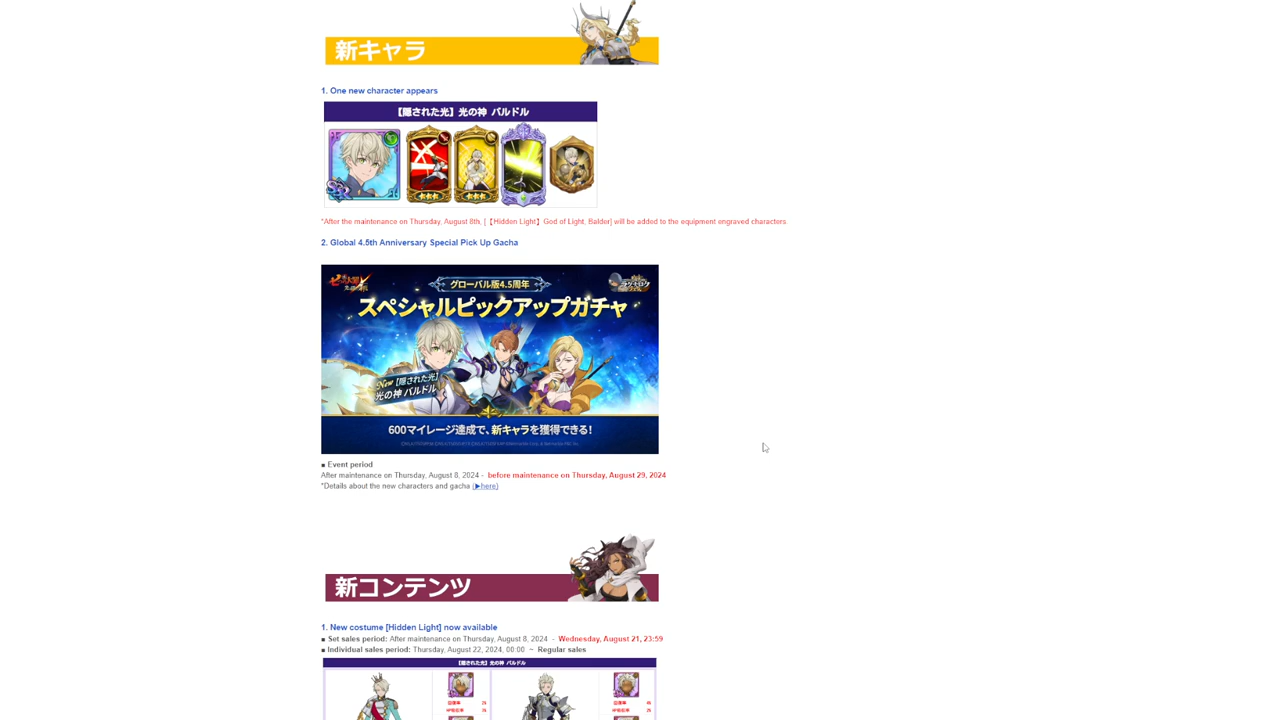 新キャラ
1. One new character appears
【隠された光】光の神 バルドル
SSR
*After the maintenance on Thursday, August 8th, [【Hidden Light】God of Light, Balder] will be added to the equipment engraved characters
2. Global 4.5th Anniversary Special Pick Up Gacha
グローバル版4.5周年
スペシャルピックアップガチャ
New 【隠された光】
光の神 バルドル
600マイレージ達成で、新キャラを獲得できる!
■ Event period
After maintenance on Thursday, August 8, 2024 - before maintenance on Thursday, August 29, 2024
*Details about the new characters and gacha (▶here)
新コンテンツ
1. New costume [Hidden Light] now available
■ Set sales period: After maintenance on Thursday, August 8, 2024 - Wednesday, August 21, 23:59
■ Individual sales period: Thursday, August 22, 2024, 00:00 ~ Regular sales
【隠された光】光の神 バルドル